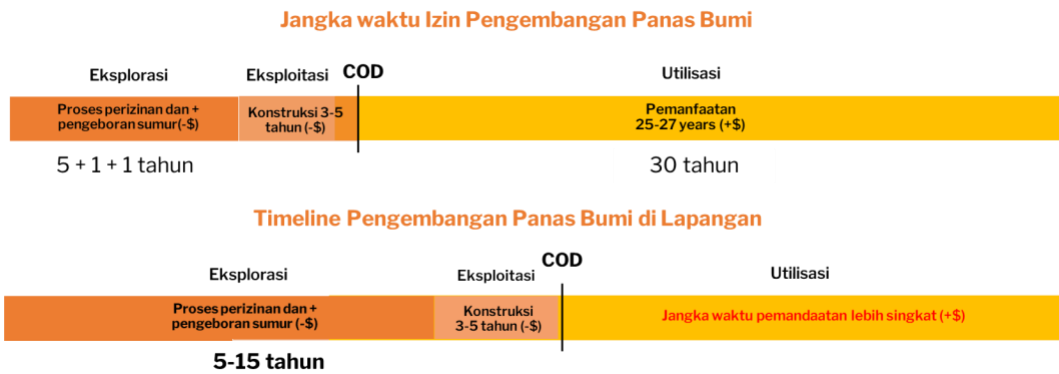 Jangka waktu Izin Pengembangan Panas Bumi
Eksplorasi
Eksploitasi
COD
Utilisasi
Proses perizinan dan +
pengeboran sumur(-$)
Konstruksi 3-5
tahun (-$)
Pemanfaatan
25-27 years (+$)
5 + 1 + 1 tahun
30 tahun
Timeline Pengembangan Panas Bumi di Lapangan
Eksplorasi
Eksploitasi
COD
Utilisasi
Proses perizinan dan +
pengeboran sumur (-$)
Konstruksi
3-5 tahun (-$)
Jangka waktu pemandaatan lebih singkat (+$)
5-15 tahun